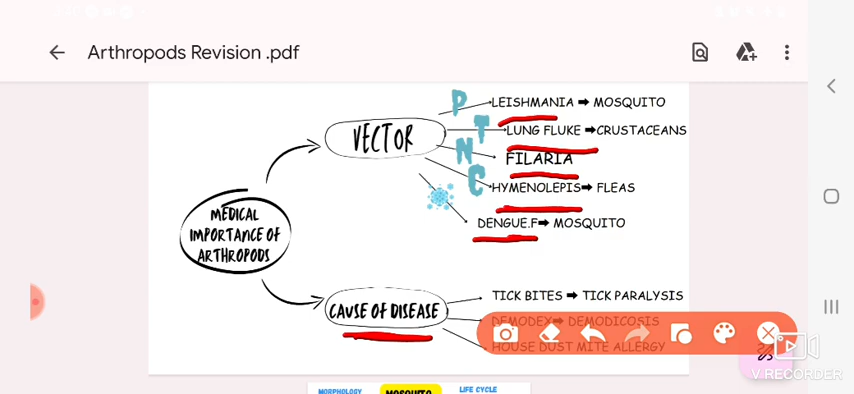 Arthropods Revision .pdf
P
LEISHMANIA ➡ MOSQUITO
T
LUNG FLUKE ➡ CRUSTACEANS
VECTOR
N
FILARIA
C
HYMENOLEPIS ➡ FLEAS
DENGUE.F ➡ MOSQUITO
MEDICAL
IMPORTANCE OF
ARTHROPODS
TICK BITES ➡ TICK PARALYSIS
CAUSE OF DISEASE
DEMODEX ➡ DEMODICOSIS
HOUSE DUST MITE ALLERGY
V RECORDER
MORPHOLOGY
MOSQUITO
LIFE CYCLE